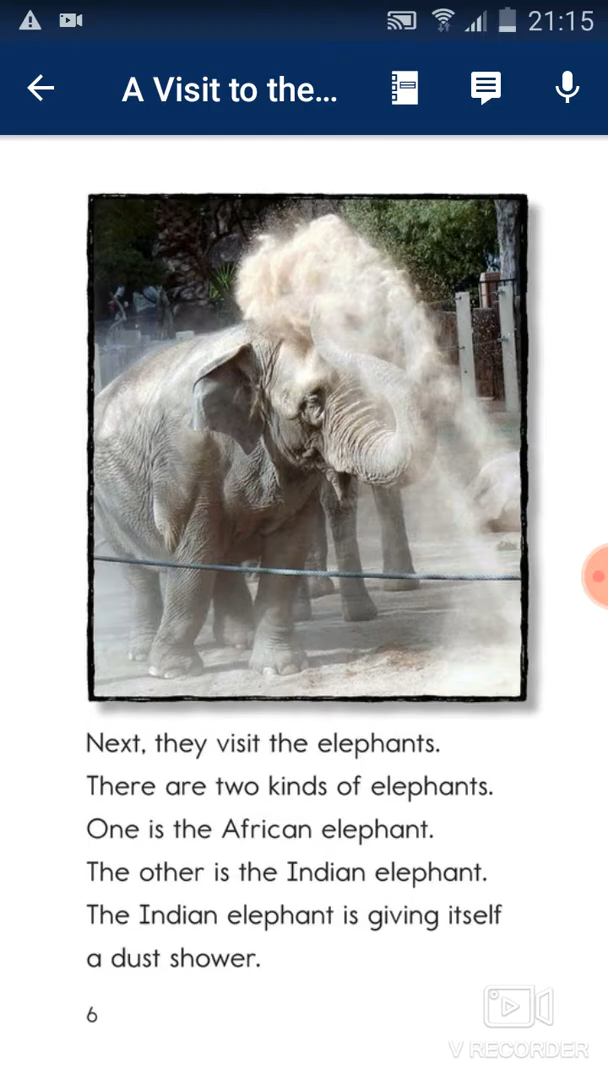 21:15
A Visit to the...
Next, they visit the elephants.
There are two kinds of elephants.
One is the African elephant.
The other is the Indian elephant.
The Indian elephant is giving itself
a dust shower.
6
V RECORDER